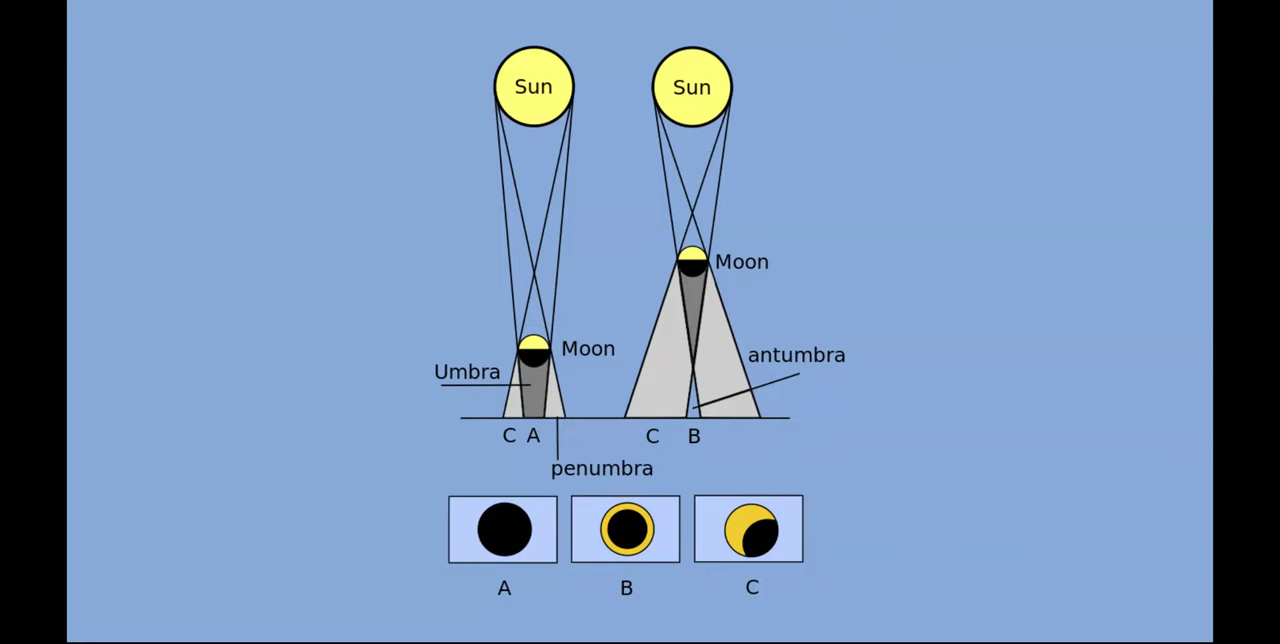 Sun Sun
Moon
Moon
antumbra
Umbra
C A C B
penumbra
A B C